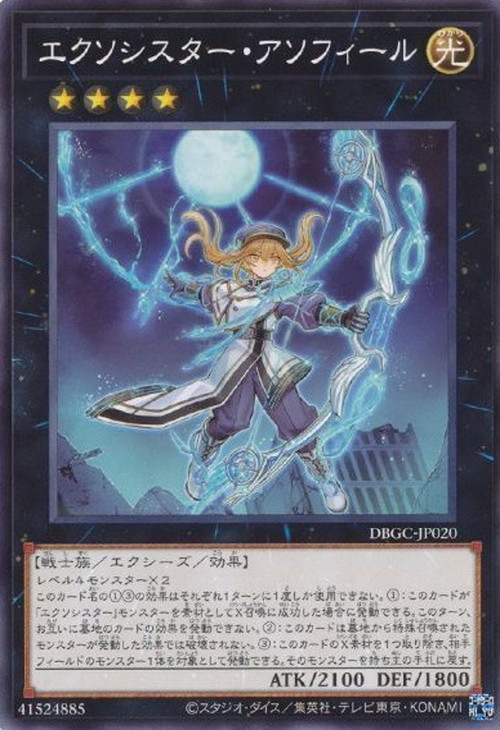 エクソシスター・アソフィール
光
DBGC-JP020
【戦士族/エクシーズ/効果】
レベル4モンスター×2
このカード名の①③の効果はそれぞれ1ターンに1度しか使用できない。①:このカードが
「エクソシスター」モンスターを素材としてX召喚に成功した場合に発動できる。このターン、
お互いに墓地のカードの効果を発動できない。②:このカードは墓地から特殊召喚された
モンスターが発動した効果では破壊されない。③:このカードのX素材を1つ取り除き、相手
フィールドのモンスター1体を対象として発動できる。そのモンスターを持ち主の手札に戻す。
ATK/2100 DEF/1800
41524885
©スタジオ・ダイス/集英社・テレビ東京・KONAMI